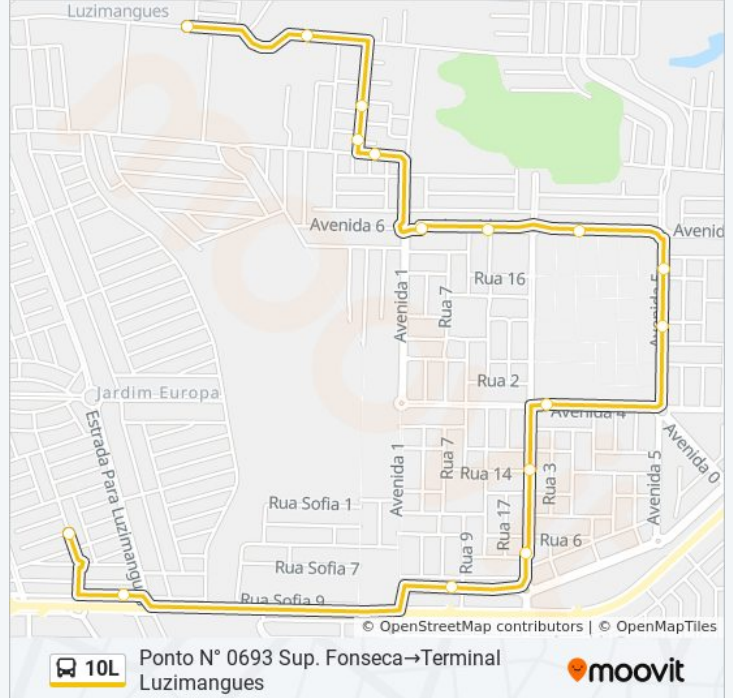 Luzimangues
Avenida 6
Avenid
Rua 16
Avenida 1
Rua 7
Avenida 5
Rua 2
Jardim Europa
Avenida 4
Estrada Para Luzimangu
Avenida 1
Rua 7
Rua 14
Rua 3
Avenida 0
Avenida 5
Rua Sofia 1
Rua 17
Rua 9
Rua 6
Rua Sofia 7
Rua Sofia 9
© OpenStreetMap contributors | © OpenMapTiles
10L
Ponto N° 0693 Sup. Fonseca→Terminal
Luzimangues
moovit